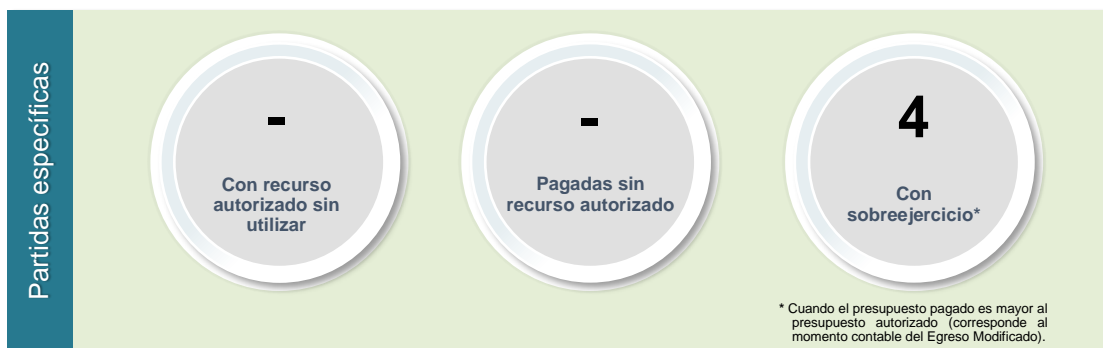 Partidas específicas
-
Con recurso
autorizado sin
utilizar
-
Pagadas sin
recurso autorizado
4
Con
sobreejercicio*
* Cuando el presupuesto pagado es mayor al
presupuesto autorizado (corresponde al
momento contable del Egreso Modificado).